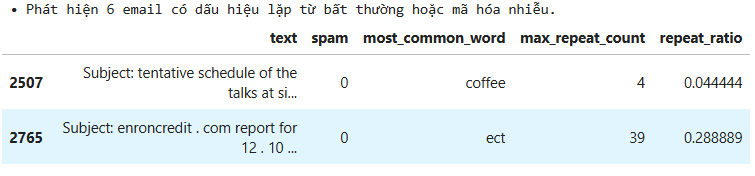 • Phát hiện 6 email có dấu hiệu lặp từ bất thường hoặc mã hóa nhiễu.
text spam most_common_word max_repeat_count repeat_ratio
2507 Subject: tentative schedule of the talks at si... 0 coffee 4 0.044444
2765 Subject: enroncredit . com report for 12 . 10 ... 0 ect 39 0.288889